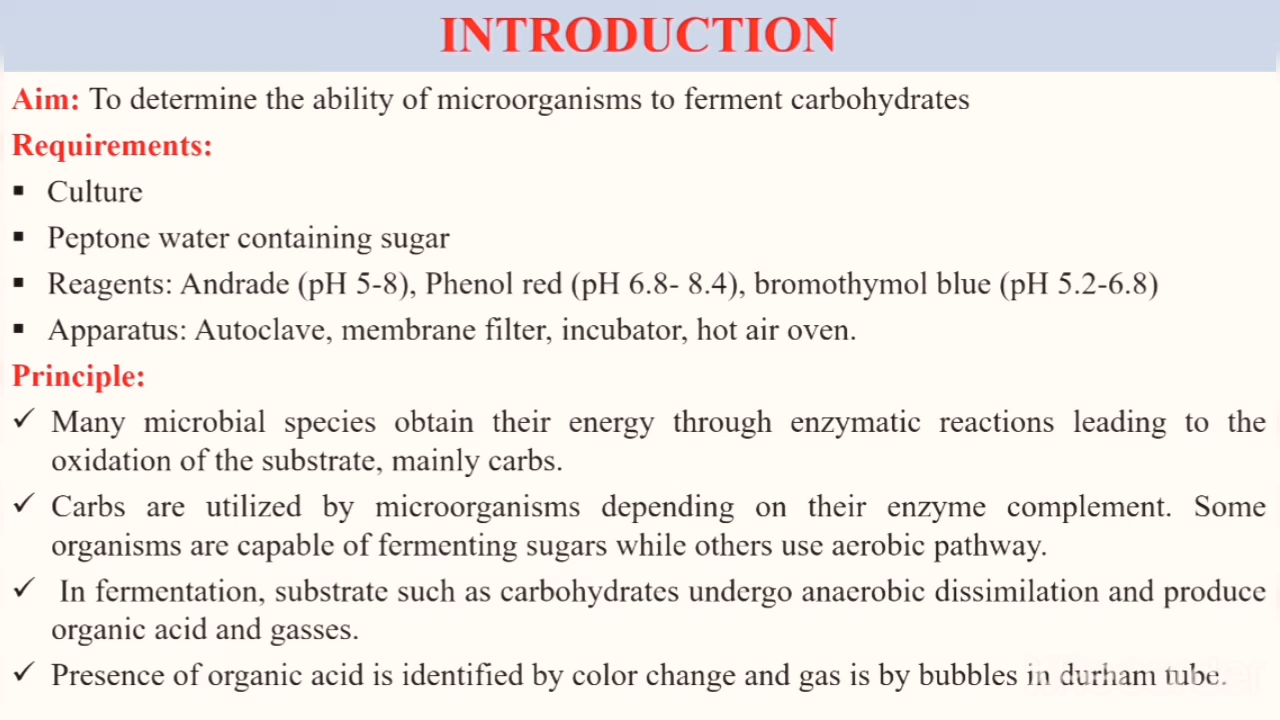 INTRODUCTION
Aim: To determine the ability of microorganisms to ferment carbohydrates
Requirements:
▪ Culture
▪ Peptone water containing sugar
▪ Reagents: Andrade (pH 5-8), Phenol red (pH 6.8- 8.4), bromothymol blue (pH 5.2-6.8)
▪ Apparatus: Autoclave, membrane filter, incubator, hot air oven.
Principle:
✓ Many microbial species obtain their energy through enzymatic reactions leading to the
oxidation of the substrate, mainly carbs.
✓ Carbs are utilized by microorganisms depending on their enzyme complement. Some
organisms are capable of fermenting sugars while others use aerobic pathway.
✓ In fermentation, substrate such as carbohydrates undergo anaerobic dissimilation and produce
organic acid and gasses.
✓ Presence of organic acid is identified by color change and gas is by bubbles in durham tube.